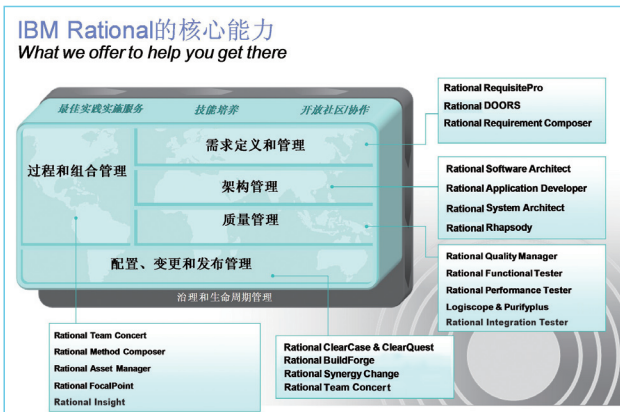 IBM Rational的核心能力
What we offer to help you get there
最佳实践实施服务
技能培养
开放社区/协作
过程和组合管理
需求定义和管理
架构管理
质量管理
配置、变更和发布管理
治理和生命周期管理
Rational RequisitePro
Rational DOORS
Rational Requirement Composer
Rational Software Architect
Rational Application Developer
Rational System Architect
Rational Rhapsody
Rational Quality Manager
Rational Functional Tester
Rational Performance Tester
Logiscope & Purifyplus
Rational Integration Tester
Rational Team Concert
Rational Method Composer
Rational Asset Manager
Rational FocalPoint
Rational Insight
Rational ClearCase & ClearQuest
Rational BuildForge
Rational Synergy Change
Rational Team Concert